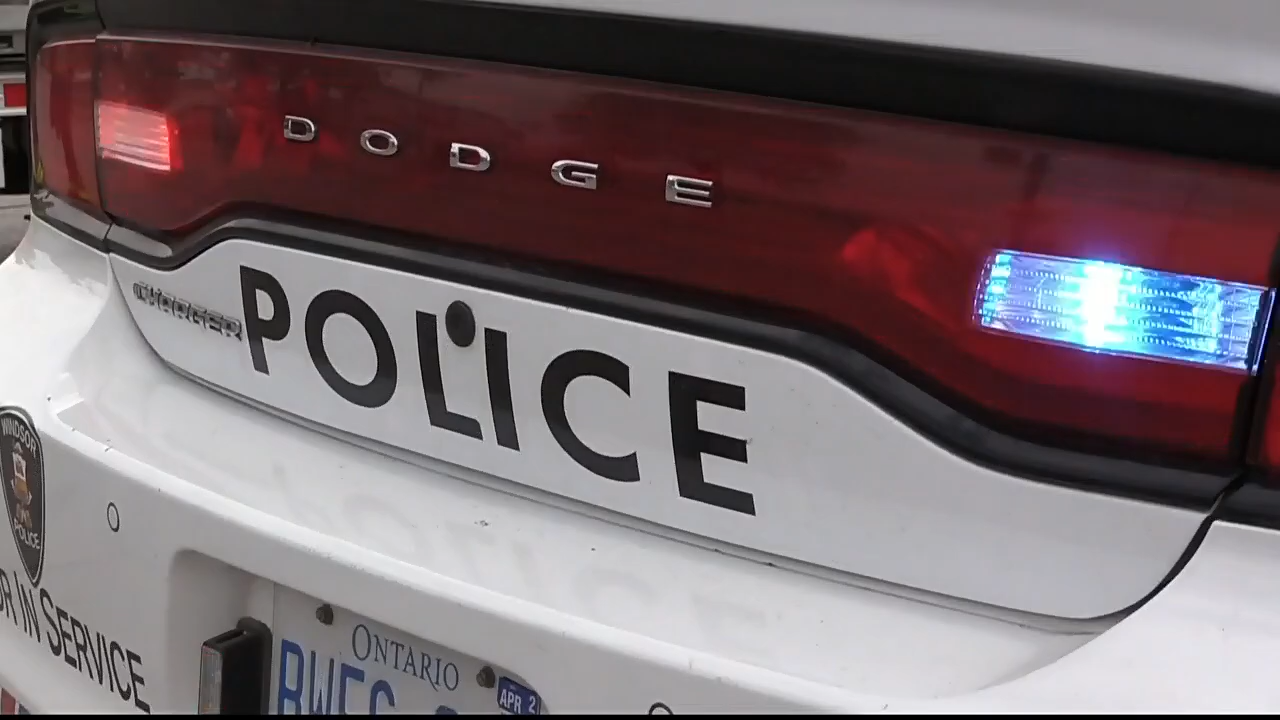 DODGE
CHARGER
POLICE
WINDSOR
POLICE
R IN SERVICE
ONTARIO
APR 2